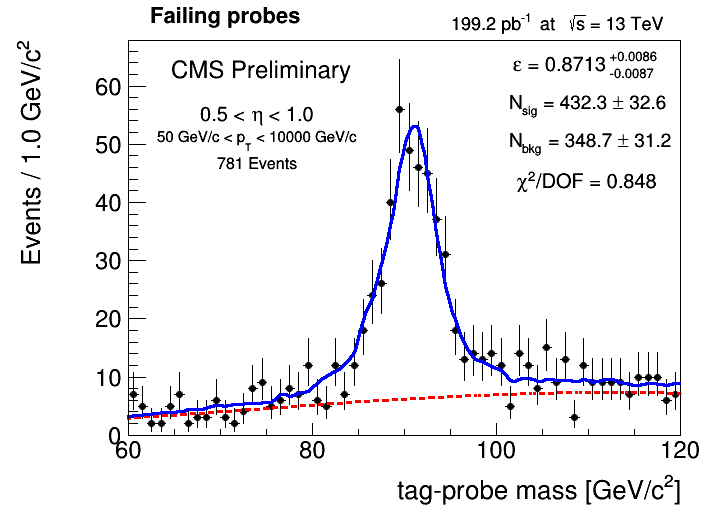 Failing probes
199.2 pb⁻¹ at √s = 13 TeV
CMS Preliminary
0.5 < η < 1.0
50 GeV/c < p_T < 10000 GeV/c
781 Events
ε = 0.8713 +0.0086 -0.0087
N_sig = 432.3 ± 32.6
N_bkg = 348.7 ± 31.2
χ²/DOF = 0.848
Events / 1.0 GeV/c²
60
50
40
30
20
10
0
60 80 100 120
tag-probe mass [GeV/c²]